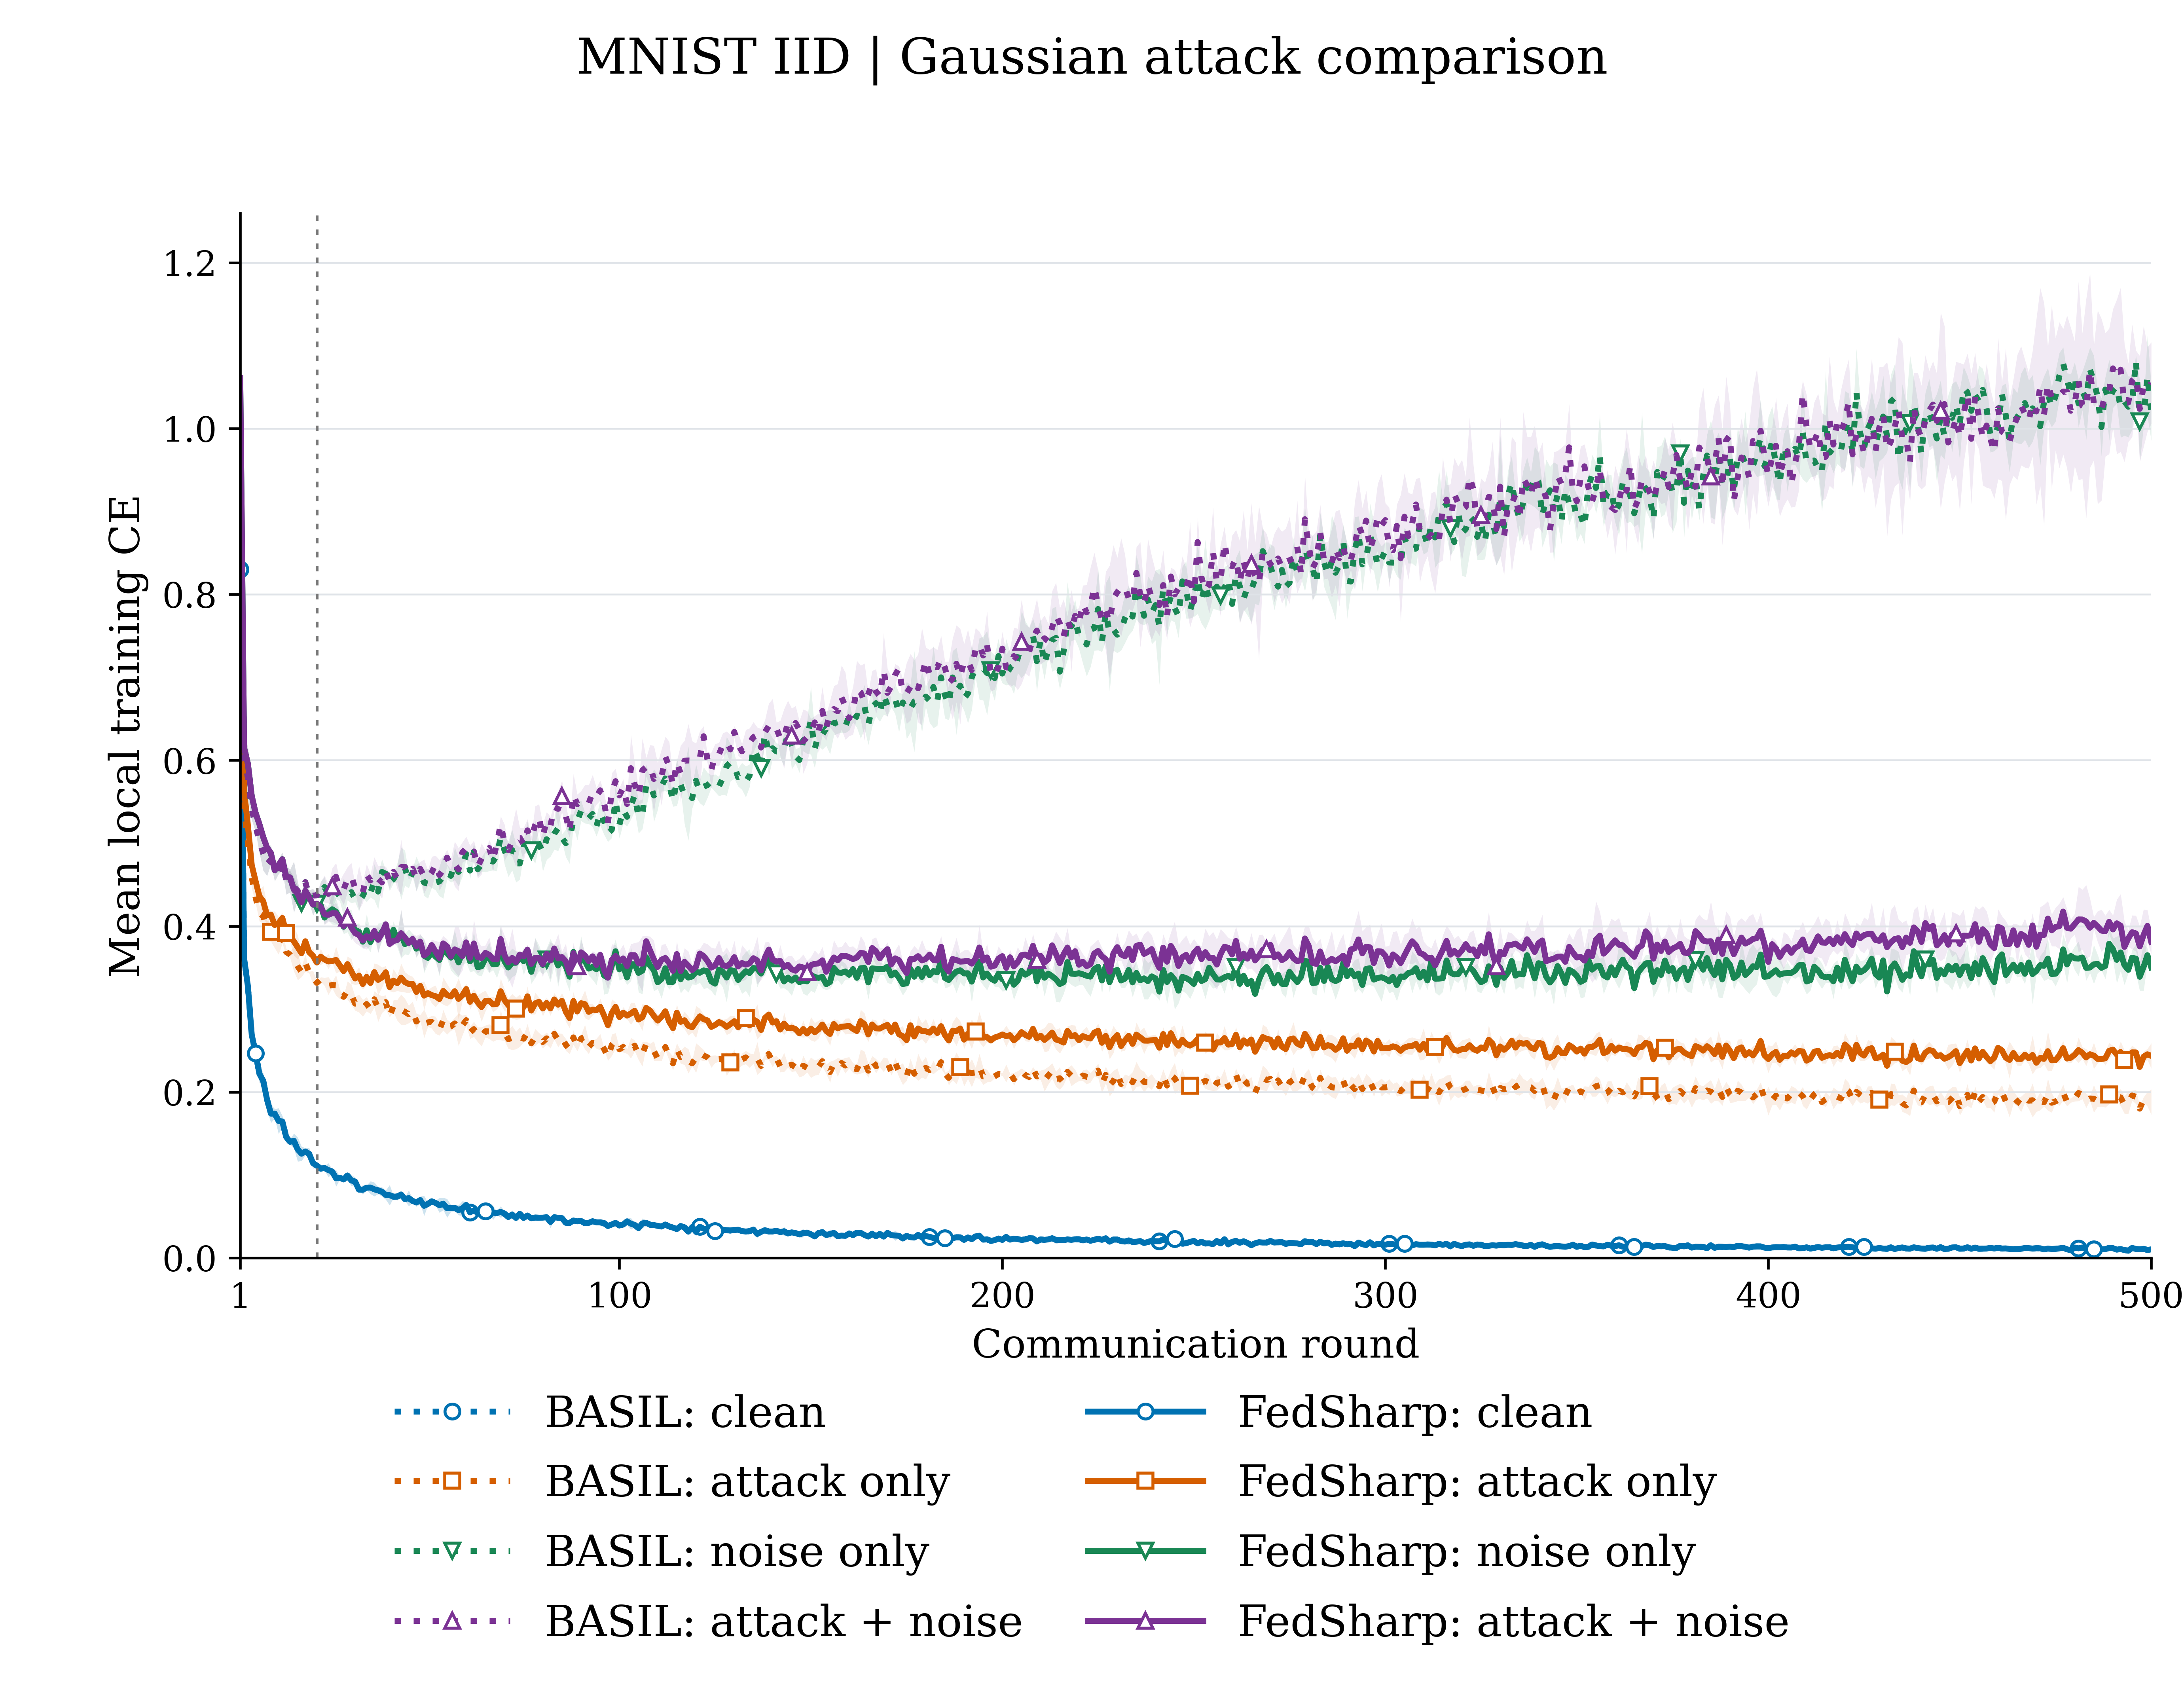 MNIST IID | Gaussian attack comparison
Mean local training CE
1.2
1.0
0.8
0.6
0.4
0.2
0.0
1 100 200 300 400 500
Communication round
BASIL: clean FedSharp: clean
BASIL: attack only FedSharp: attack only
BASIL: noise only FedSharp: noise only
BASIL: attack + noise FedSharp: attack + noise